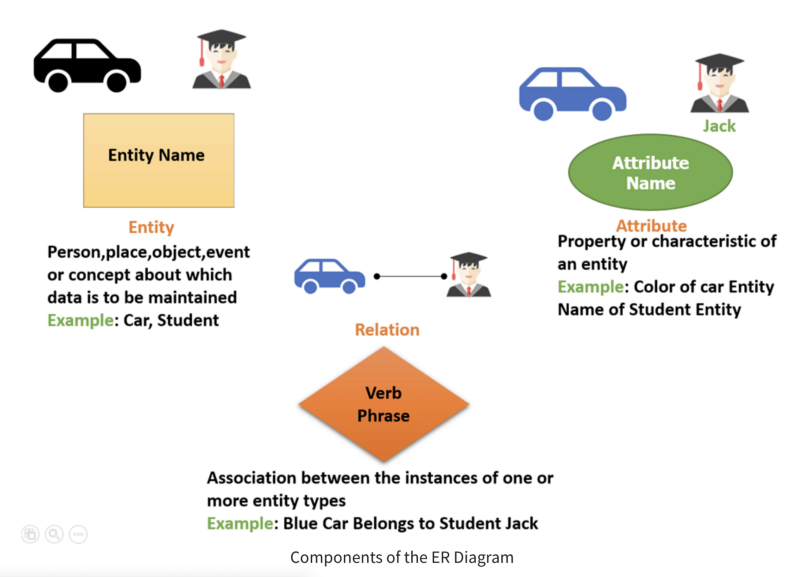 Entity Name
Entity
Person,place,object,event
or concept about which
data is to be maintained
Example: Car, Student
Jack
Attribute
Name
Attribute
Property or characteristic of
an entity
Example: Color of car Entity
Name of Student Entity
Relation
Verb
Phrase
Association between the instances of one or
more entity types
Example: Blue Car Belongs to Student Jack
Components of the ER Diagram